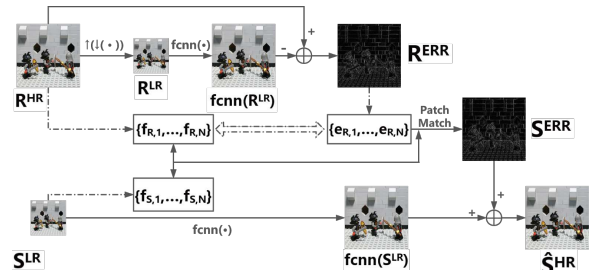 ↑(↓(•))
fcnn(•)
+
-
R^HR
R^LR
fcnn(R^LR)
R^ERR
{f_R,1,...,f_R,N}
{e_R,1,...,e_R,N}
Patch
Match
S^ERR
{f_S,1,...,f_S,N}
+
+
fcnn(•)
S^LR
fcnn(S^LR)
Ŝ^HR